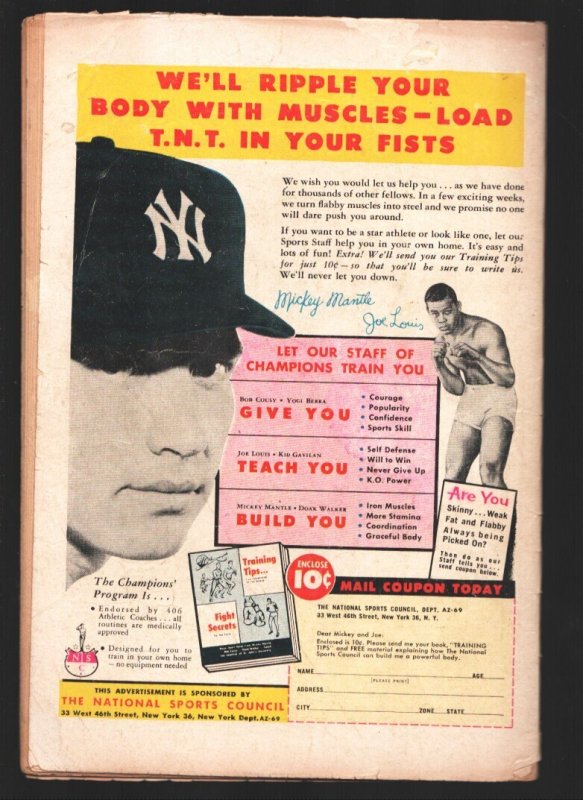 WE'LL RIPPLE YOUR
BODY WITH MUSCLES—LOAD
T.N.T. IN YOUR FISTS
NY
We wish you would let us help you . . . as we have done
for thousands of other fellows. In a few exciting weeks,
we turn flabby muscles into steel and we promise no one
will dare push you around.
If you want to be a star athlete or look like one, let our
Sports Staff help you in your own home. It's easy and
lots of fun! Extra! We'll send you our Training Tips
for just 10¢—so that you'll be sure to write us.
We'll never let you down.
Mickey Mantle
Joe Louis
LET OUR STAFF OF
CHAMPIONS TRAIN YOU
BOB COUSY • YOGI BERRA
GIVE YOU
• Courage
• Popularity
• Confidence
• Sports Skill
JOE LOUIS • KID GAVILAN
TEACH YOU
• Self Defense
• Will to Win
• Never Give Up
• K.O. Power
MICKEY MANTLE • DOAK WALKER
BUILD YOU
• Iron Muscles
• More Stamina
• Coordination
• Graceful Body
Are You
Skinny...Weak
Fat and Flabby
Always being
Picked On?
Then do as our
Staff tells you...
send coupon below.
The Champions'
Program Is . . .
• Endorsed by 406
Athletic Coaches . . . all
routines are medically
approved
• Designed for you to
train in your own home
— no equipment needed
NSC
Training
Tips...
Fight
Secrets
ENCLOSE
10¢
MAIL COUPON TODAY
THE NATIONAL SPORTS COUNCIL, DEPT. AZ-69
33 West 46th Street, New York 36, N. Y.
Dear Mickey and Joe:
Enclosed is 10c. Please send me your book, "TRAINING
TIPS" and FREE material explaining how The National
Sports Council can build me a powerful body.
NAME AGE
(PLEASE PRINT)
ADDRESS
CITY ZONE STATE
THIS ADVERTISEMENT IS SPONSORED BY
THE NATIONAL SPORTS COUNCIL
33 West 46th Street, New York 36, New York Dept. AZ-69